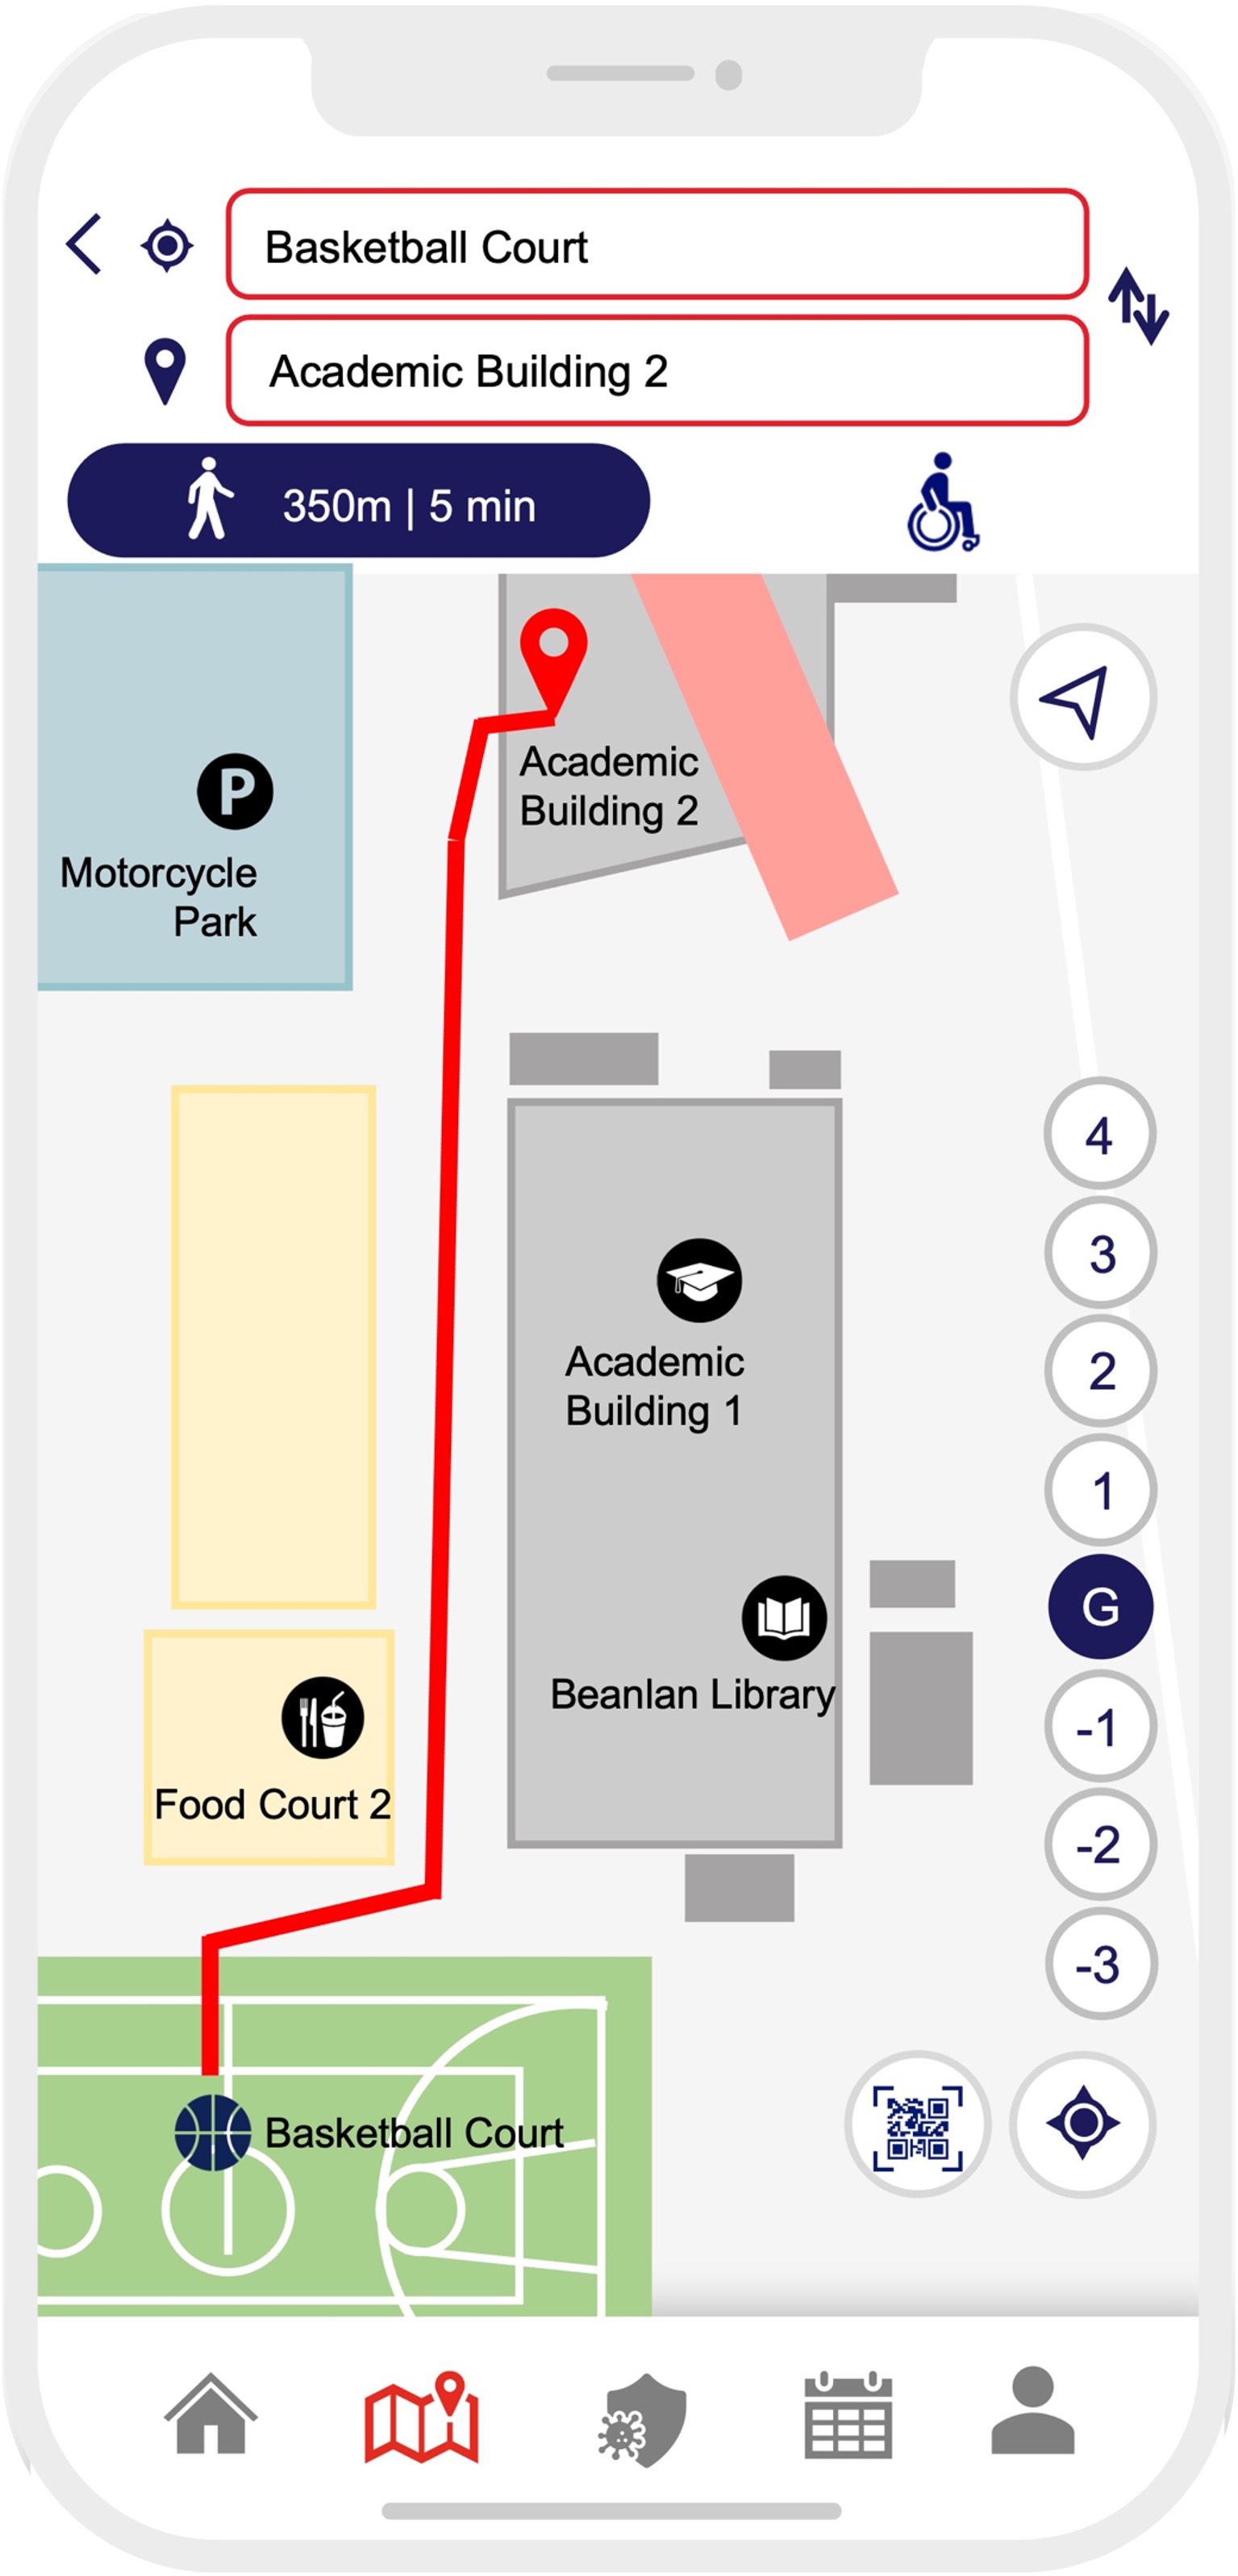 Basketball Court
Academic Building 2
350m | 5 min
Academic
Building 2
P
Motorcycle
Park
4
3
Academic
Building 1
2
1
G
Beanlan Library
-1
Food Court 2
-2
-3
Basketball Court